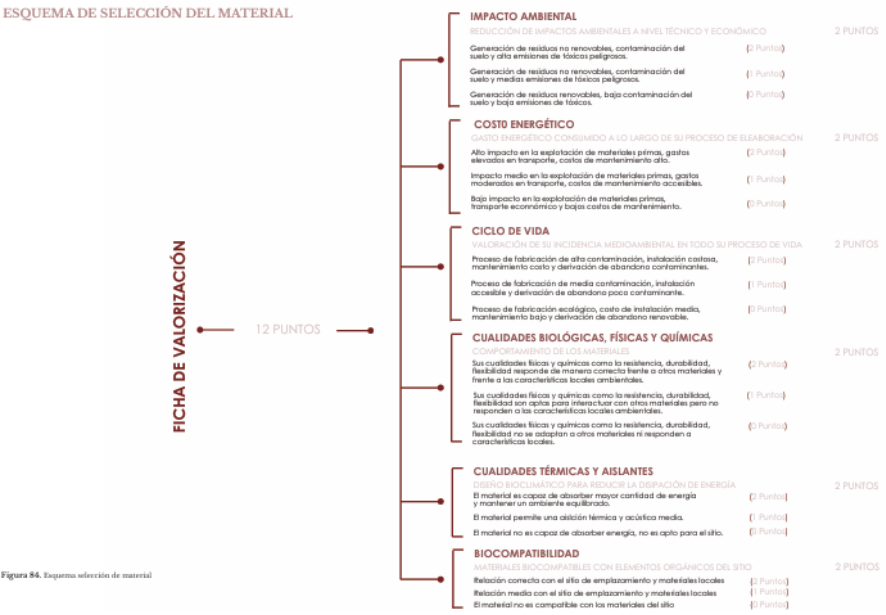 ESQUEMA DE SELECCIÓN DEL MATERIAL
FICHA DE VALORIZACIÓN
12 PUNTOS
IMPACTO AMBIENTAL
REDUCCIÓN DE IMPACTOS AMBIENTALES A NIVEL TÉCNICO Y ECONÓMICO 2 PUNTOS
Generación de residuos no renovables, contaminación del (2 Puntos)
suelo y alta emisiones de tóxicos peligrosos.
Generación de residuos no renovables, contaminación del (1 Puntos)
suelo y medias emisiones de tóxicos peligrosos.
Generación de residuos renovables, baja contaminación del (0 Puntos)
suelo y baja emisiones de tóxicos.
COSTO ENERGÉTICO
GASTO ENERGÉTICO CONSUMIDO A LO LARGO DE SU PROCESO DE ELEABORACIÓN 2 PUNTOS
Alto impacto en la explotación de materiales primas, gastos (2 Puntos)
elevados en transporte, costos de mantenimiento alto.
Impacto medio en la explotación de materiales primas, gastos (1 Puntos)
moderados en transporte, costos de mantenimiento accesibles.
Bajo impacto en la explotación de materiales primas, (0 Puntos)
transporte econnómico y bajos costos de mantenimiento.
CICLO DE VIDA
VALORACIÓN DE SU INCIDENCIA MEDIOAMBIENTAL EN TODO SU PROCESO DE VIDA 2 PUNTOS
Proceso de fabricación de alta contaminación, instalación costosa, (2 Puntos)
mantenimiento costo y derivación de abandono contaminantes.
Proceso de fabricación de media contaminación, instalación (1 Puntos)
accesible y derivación de abandono poco contaminante.
Proceso de fabricación ecológico, costo de instalación media, (0 Puntos)
mantenimiento bajo y derivación de abandono renovable.
CUALIDADES BIOLÓGICAS, FÍSICAS Y QUÍMICAS
COMPORTAMIENTO DE LOS MATERIALES 2 PUNTOS
Sus cualidades físicas y químicas como la resistencia, durabilidad, (2 Puntos)
flexibilidad responde de manera correcta frente a otros materiales y
frente a las características locales ambientales.
Sus cualidades físicas y químicas como la resistencia, durabilidad, (1 Puntos)
flexibilidad son aptas para interactuar con otros materiales pero no
responden a las características locales ambientales.
Sus cualidades físicas y químicas como la resistencia, durabilidad, (0 Puntos)
flexibilidad no se adaptan a otros materiales ni responden a
características locales.
CUALIDADES TÉRMICAS Y AISLANTES
DISEÑO BIOCLIMÁTICO PARA REDUCIR LA DISIPACIÓN DE ENERGÍA 2 PUNTOS
El material es capaz de absorber mayor cantidad de energía (2 Puntos)
y mantener un ambiente equilibrado.
El material permite una aislción térmica y acústica media. (1 Puntos)
El material no es capaz de absorber energía, no es apto para el sitio. (0 Puntos)
BIOCOMPATIBILIDAD
MATERIALES BIOCOMPATIBLES CON ELEMENTOS ORGÁNICOS DEL SITIO 2 PUNTOS
Relación correcta con el sitio de emplazamiento y materiales locales (2 Puntos)
Relación media con el sitio de emplazamiento y materiales locales (1 Puntos)
El material no es compatible con los materiales del sitio (0 Puntos)
Figura 84. Esquema selección de material